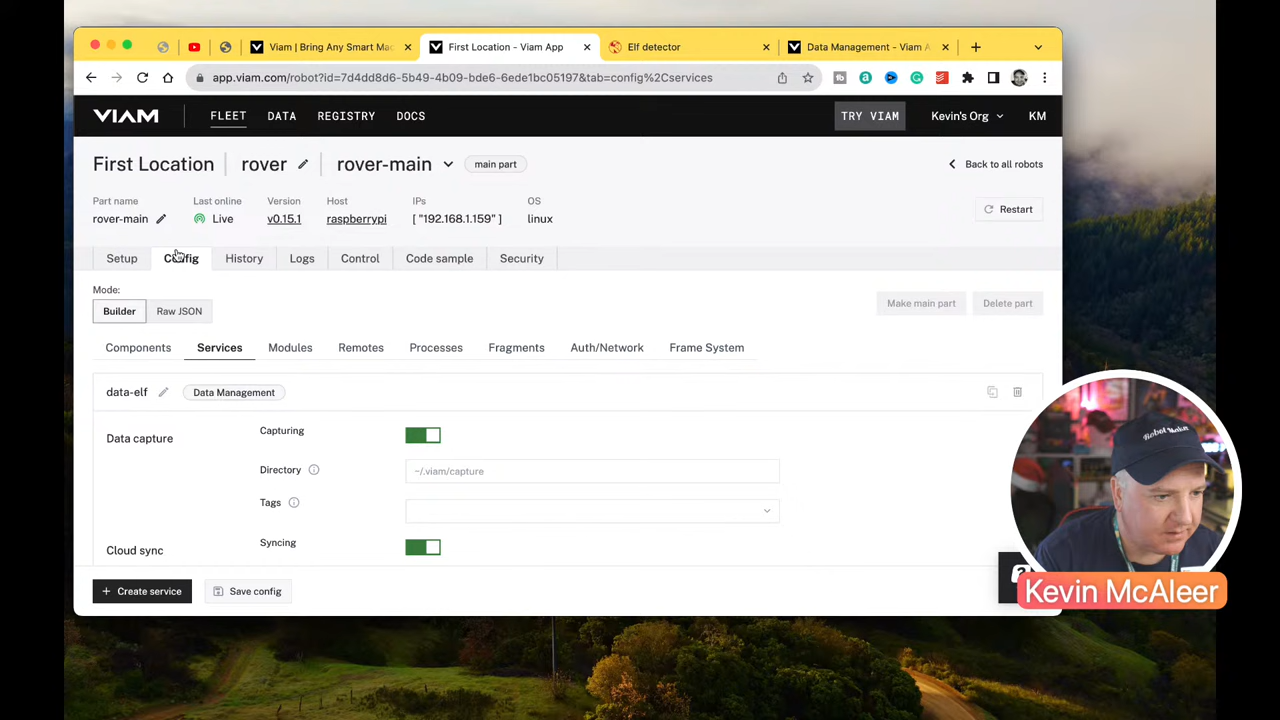 Viam | Bring Any Smart Mac
First Location - Viam App
Elf detector
Data Management - Viam A
app.viam.com/robot?id=7d4dd8d6-5b49-4b09-bde6-6ede1bc05197&tab=config%2Cservices
VIAM FLEET DATA REGISTRY DOCS TRY VIAM Kevin's Org KM
First Location rover rover-main main part Back to all robots
Part name Last online Version Host IPs OS
rover-main Live v0.15.1 raspberrypi [ "192.168.1.159" ] linux Restart
Setup Config History Logs Control Code sample Security
Mode:
Builder Raw JSON Make main part Delete part
Components Services Modules Remotes Processes Fragments Auth/Network Frame System
data-elf Data Management
Data capture Capturing
Directory ~/.viam/capture
Tags
Cloud sync Syncing
+ Create service Save config
Kevin McAleer